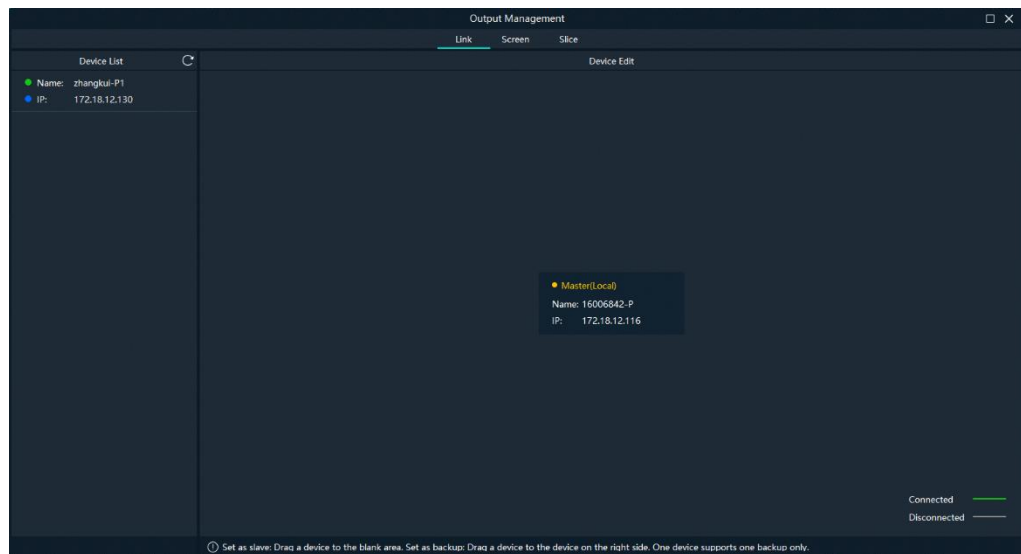 Output Management
Link Screen Slice
Device List
Device Edit
Name: zhangkui-P1
IP: 172.18.12.130
Master(Local)
Name: 16006842-P
IP: 172.18.12.116
Connected
Disconnected
Set as slave: Drag a device to the blank area. Set as backup: Drag a device to the device on the right side. One device supports one backup only.